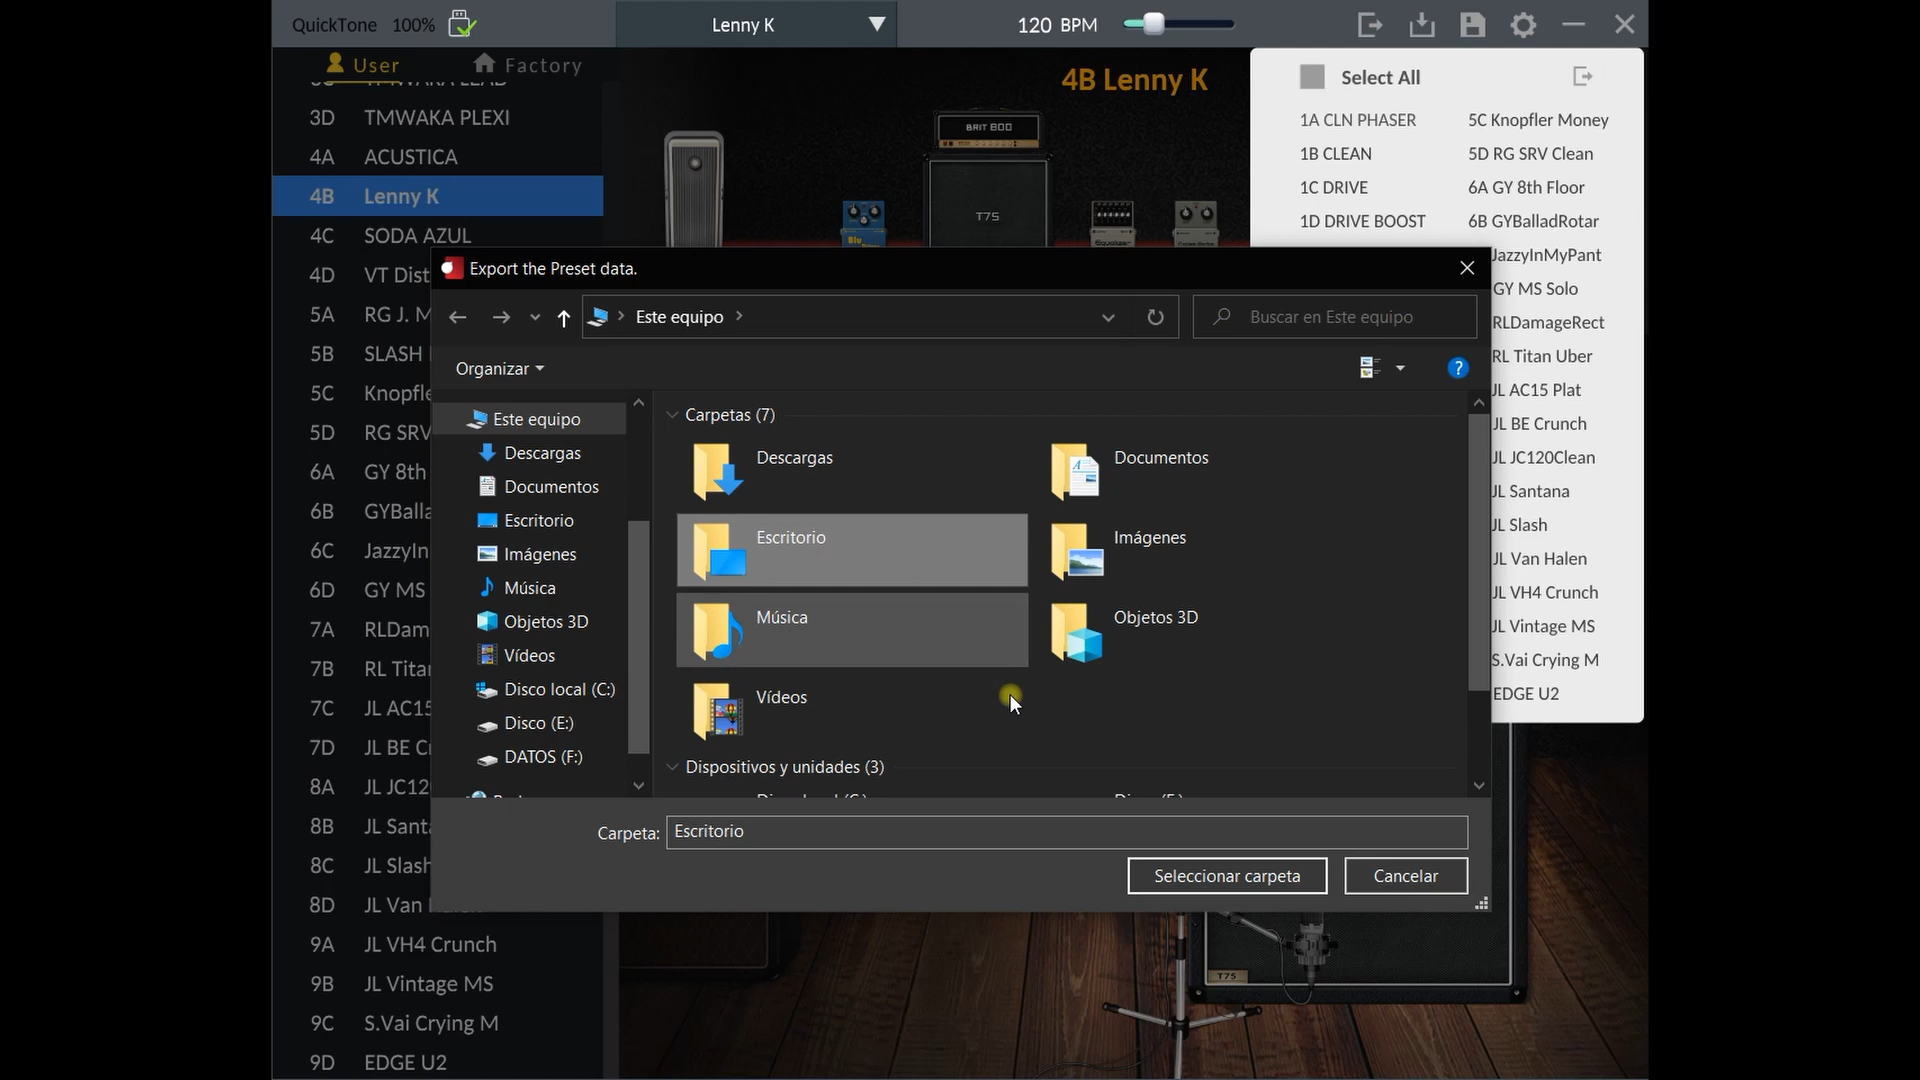 QuickTone 100%
Lenny K
120 BPM
User
Factory
3D TMWAKA PLEXI
4A ACUSTICA
4B Lenny K
4C SODA AZUL
4D VT Dist
5A RG J. M
5B SLASH
5C Knopfle
5D RG SRV
6A GY 8th
6B GYBalla
6C JazzyIn
6D GY MS
7A RLDam
7B RL Titar
7C JL AC15
7D JL BE C
8A JL JC12
8B JL Sant
8C JL Slash
8D JL Van
9A JL VH4 Crunch
9B JL Vintage MS
9C S.Vai Crying M
9D EDGE U2
4B Lenny K
BRIT 800
T75
Equalizer
Select All
1A CLN PHASER
5C Knopfler Money
1B CLEAN
5D RG SRV Clean
1C DRIVE
6A GY 8th Floor
1D DRIVE BOOST
6B GYBalladRotar
JazzyInMyPant
GY MS Solo
RLDamageRect
RL Titan Uber
JL AC15 Plat
JL BE Crunch
JL JC120Clean
JL Santana
JL Slash
JL Van Halen
JL VH4 Crunch
JL Vintage MS
S.Vai Crying M
EDGE U2
Export the Preset data.
Este equipo
Buscar en Este equipo
Organizar
?
Este equipo
Descargas
Documentos
Escritorio
Imágenes
Música
Objetos 3D
Vídeos
Disco local (C:)
Disco (E:)
DATOS (F:)
Carpetas (7)
Descargas
Documentos
Escritorio
Imágenes
Música
Objetos 3D
Vídeos
Dispositivos y unidades (3)
Carpeta: Escritorio
Seleccionar carpeta
Cancelar
T75